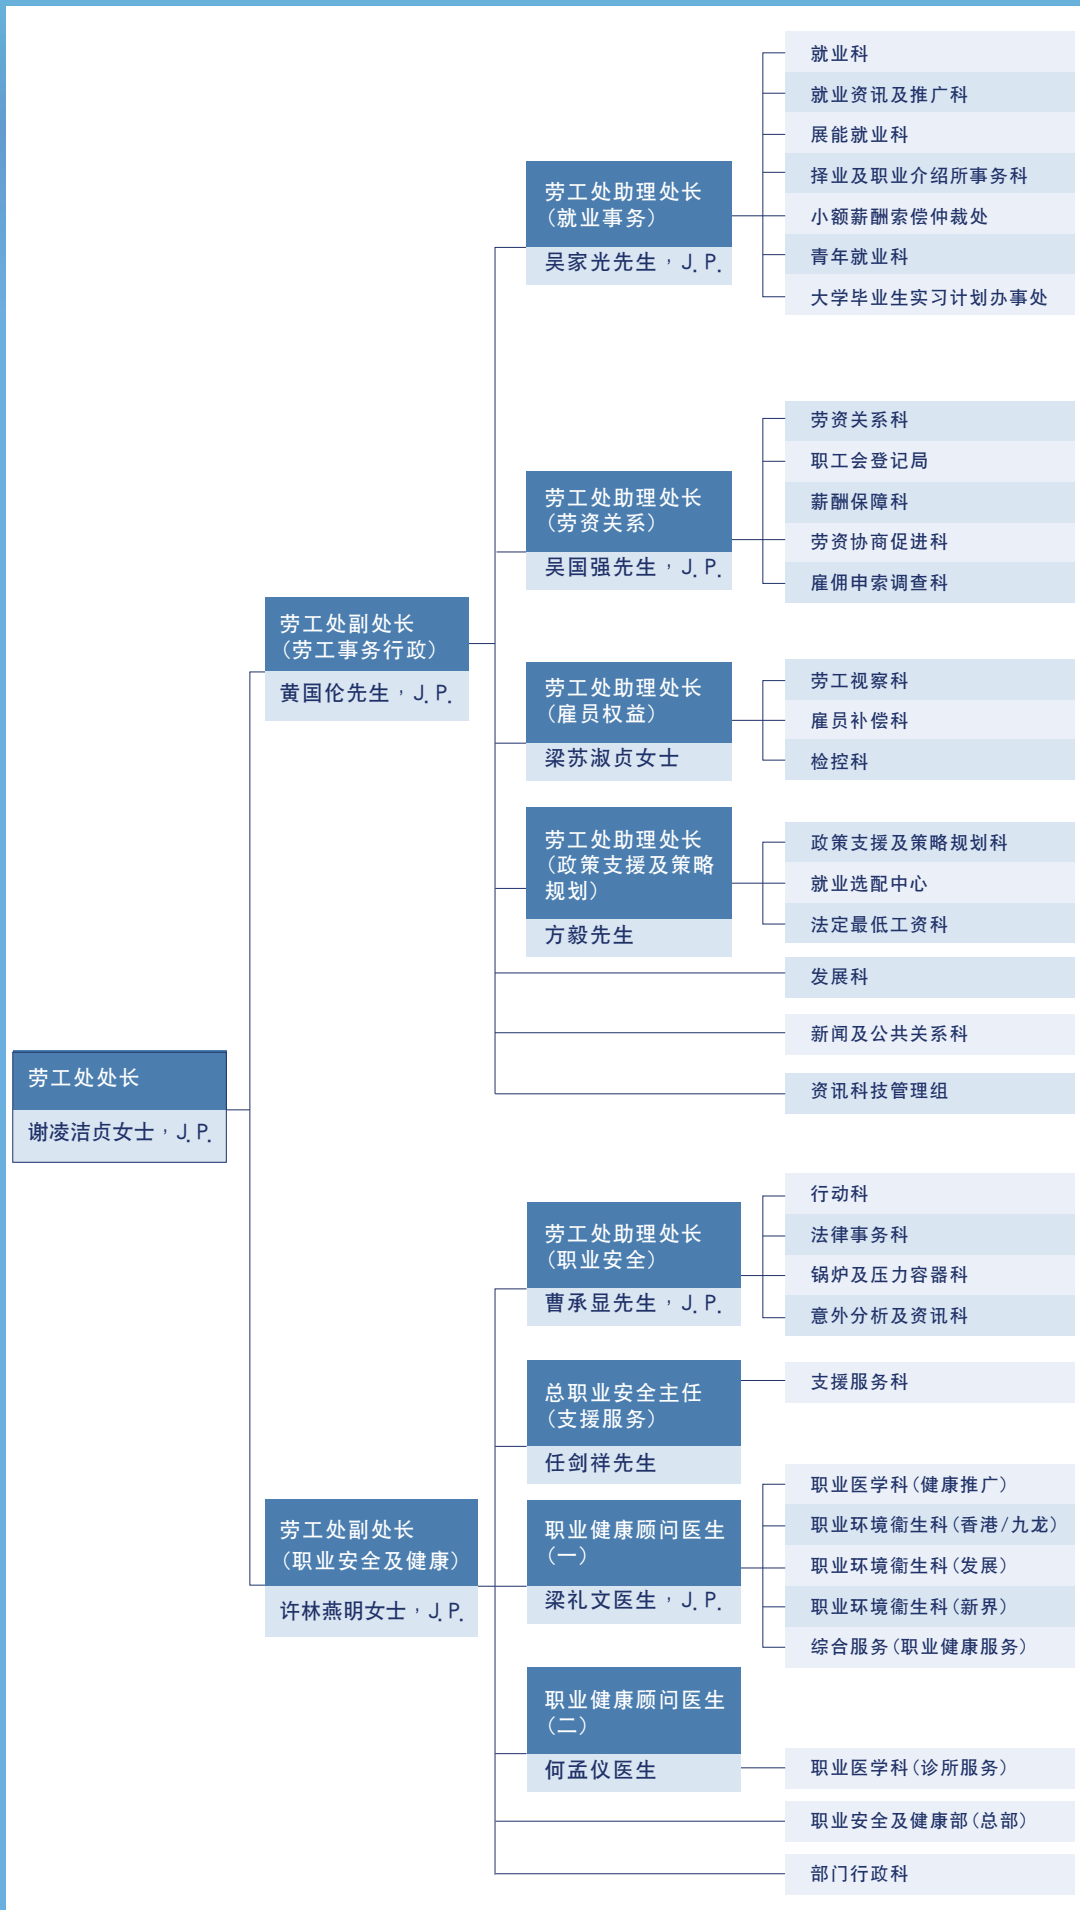 劳工处处长
谢凌洁贞女士，J.P.
劳工处副处长
(劳工事务行政)
黄国伦先生，J.P.
劳工处助理处长
(就业事务)
吴家光先生，J.P.
就业科
就业资讯及推广科
展能就业科
择业及职业介绍所事务科
小额薪酬索偿仲裁处
青年就业科
大学毕业生实习计划办事处
劳工处助理处长
(劳资关系)
吴国强先生，J.P.
劳资关系科
职工会登记局
薪酬保障科
劳资协商促进科
雇佣申索调查科
劳工处助理处长
(雇员权益)
梁苏淑贞女士
劳工视察科
雇员补偿科
检控科
劳工处助理处长
(政策支援及策略
规划)
方毅先生
政策支援及策略规划科
就业选配中心
法定最低工资科
发展科
新闻及公共关系科
资讯科技管理组
劳工处副处长
(职业安全及健康)
许林燕明女士，J.P.
劳工处助理处长
(职业安全)
曹承显先生，J.P.
行动科
法律事务科
锅炉及压力容器科
意外分析及资讯科
总职业安全主任
(支援服务)
任剑祥先生
支援服务科
职业健康顾问医生
(一)
梁礼文医生，J.P.
职业医学科(健康推广)
职业环境衞生科(香港/九龙)
职业环境衞生科(发展)
职业环境衞生科(新界)
综合服务(职业健康服务)
职业健康顾问医生
(二)
何孟仪医生
职业医学科(诊所服务)
职业安全及健康部(总部)
部门行政科